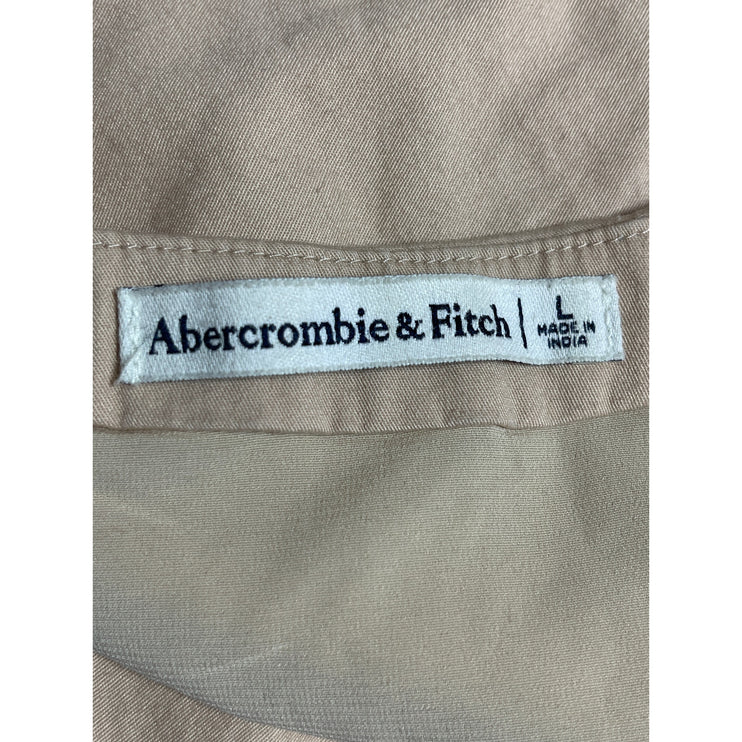 Abercrombie & Fitch | L
MADE IN
INDIA